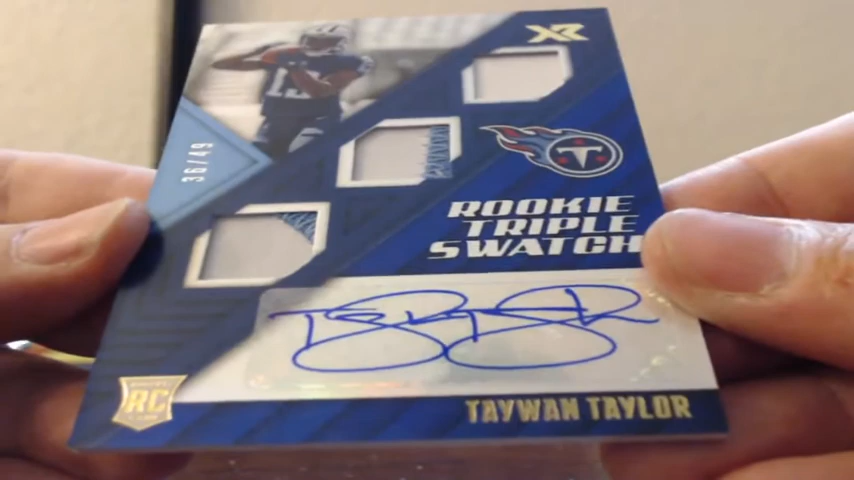 XR
36/49
T
ROOKIE
TRIPLE
SWATCH
RC
TAYWAN TAYLOR